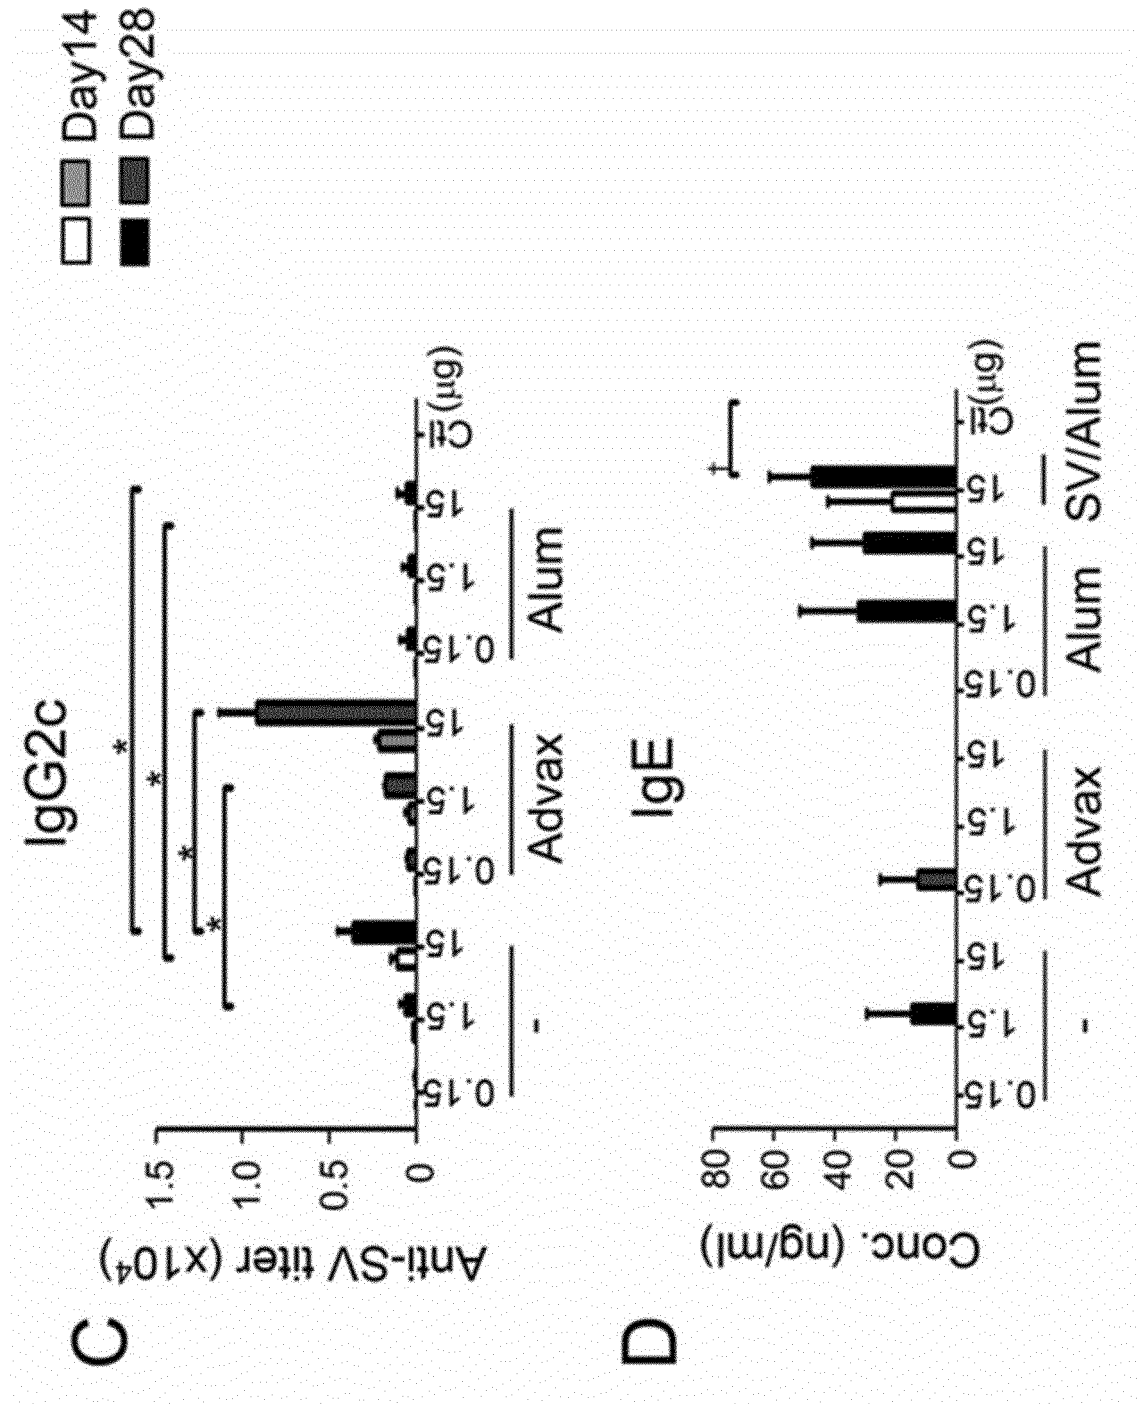 Day14
Day28
C
IgG2c
Anti-SV titer (x10⁴)
1.5
1.0
0.5
0
* * * *
0.15 1.5 15 0.15 1.5 15 0.15 1.5 15 Ctl (μg)
- Advax Alum
D
IgE
Conc. (ng/ml)
80
60
40
20
0
†
0.15 1.5 15 0.15 1.5 15 0.15 1.5 15 15 Ctl (μg)
- Advax Alum SV/Alum